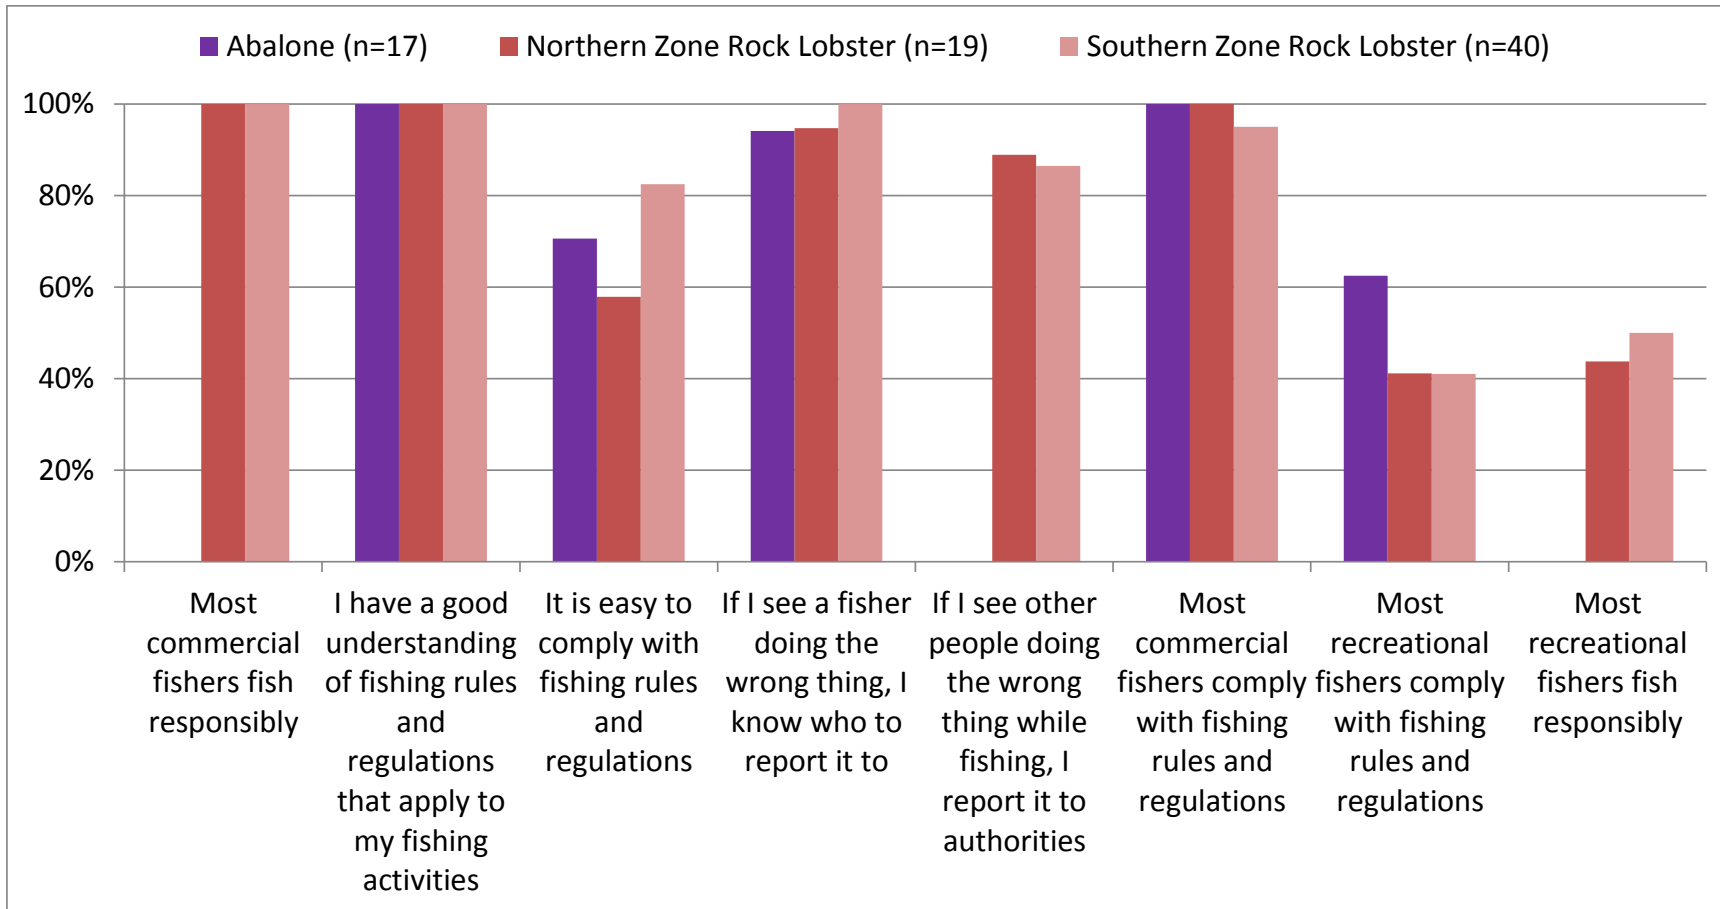 Abalone (n=17) Northern Zone Rock Lobster (n=19) Southern Zone Rock Lobster (n=40)
100%
80%
60%
40%
20%
0%
Most
commercial
fishers fish
responsibly
I have a good
understanding
of fishing rules
and
regulations
that apply to
my fishing
activities
It is easy to
comply with
fishing rules
and
regulations
If I see a fisher
doing the
wrong thing, I
know who to
report it to
If I see other
people doing
the wrong
thing while
fishing, I
report it to
authorities
Most
commercial
fishers comply
with fishing
rules and
regulations
Most
recreational
fishers comply
with fishing
rules and
regulations
Most
recreational
fishers fish
responsibly